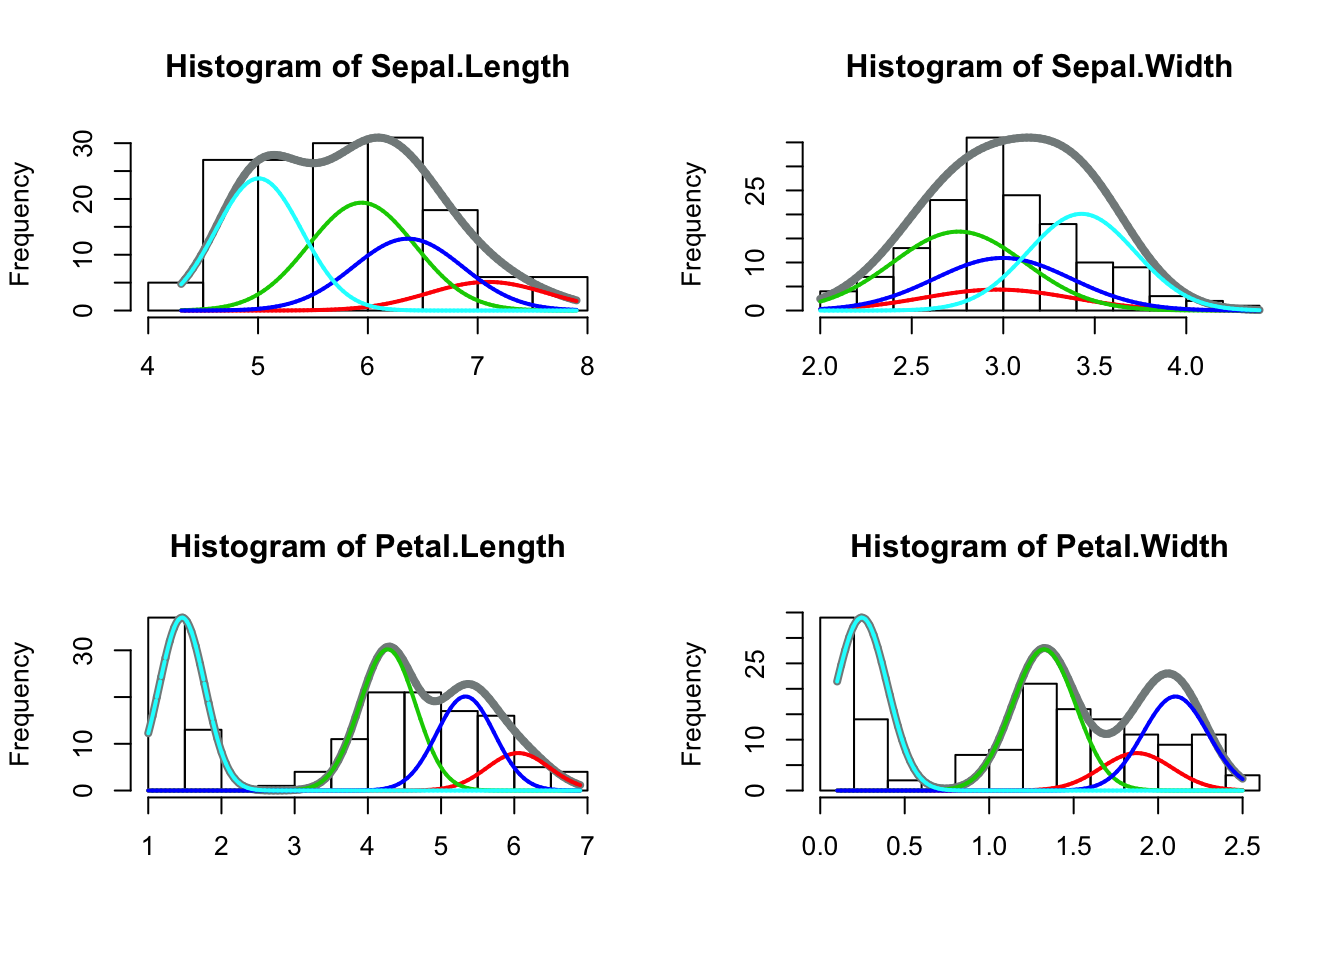 Histogram of Sepal.Length
Frequency
0 10 20 30
4 5 6 7 8
Histogram of Sepal.Width
Frequency
0 10 25
2.0 2.5 3.0 3.5 4.0
Histogram of Petal.Length
Frequency
0 10 30
1 2 3 4 5 6 7
Histogram of Petal.Width
Frequency
0 10 25
0.0 0.5 1.0 1.5 2.0 2.5